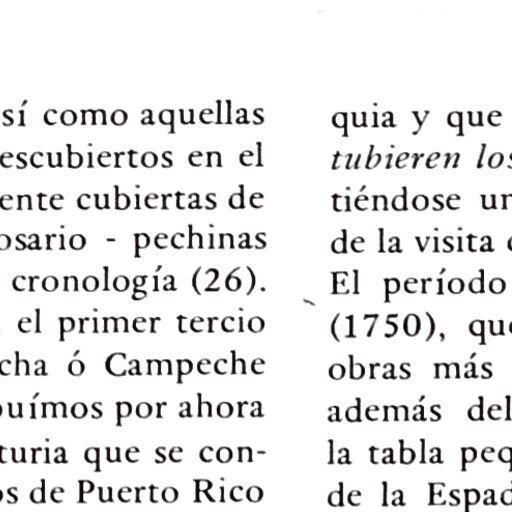 sí como aquellas
escubiertos en el
ente cubiertas de
osario - pechinas
cronología (26).
el primer tercio
cha ó Campeche
buímos por ahora
turia que se con-
os de Puerto Rico
quia y que
tubieren los
tiéndose un
de la visita
El período
(1750), que
obras más
además del
la tabla peq
de la Espad